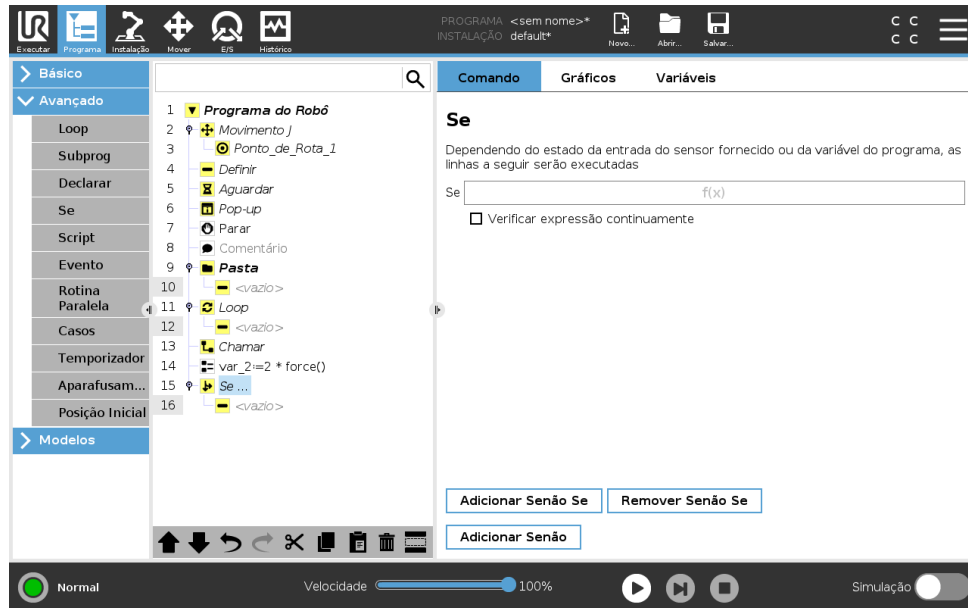 PROGRAMA <sem nome>*
INSTALAÇÃO default*
Executar Programa Instalação Mover E/S Histórico
Novo... Abrir... Salvar...
C C
C C
Básico
Avançado
Loop
Subprog
Declarar
Se
Script
Evento
Rotina
Paralela
Casos
Temporizador
Aparafusam...
Posição Inicial
Modelos
1 Programa do Robô
2 Movimento J
3 Ponto_de_Rota_1
4 Definir
5 Aguardar
6 Pop-up
7 Parar
8 Comentário
9 Pasta
10 <vazio>
11 Loop
12 <vazio>
13 Chamar
14 var_2:=2 * force()
15 Se ...
16 <vazio>
Comando Gráficos Variáveis
Se
Dependendo do estado da entrada do sensor fornecido ou da variável do programa, as
linhas a seguir serão executadas
Se f(x)
Verificar expressão continuamente
Adicionar Senão Se Remover Senão Se
Adicionar Senão
Normal Velocidade 100% Simulação